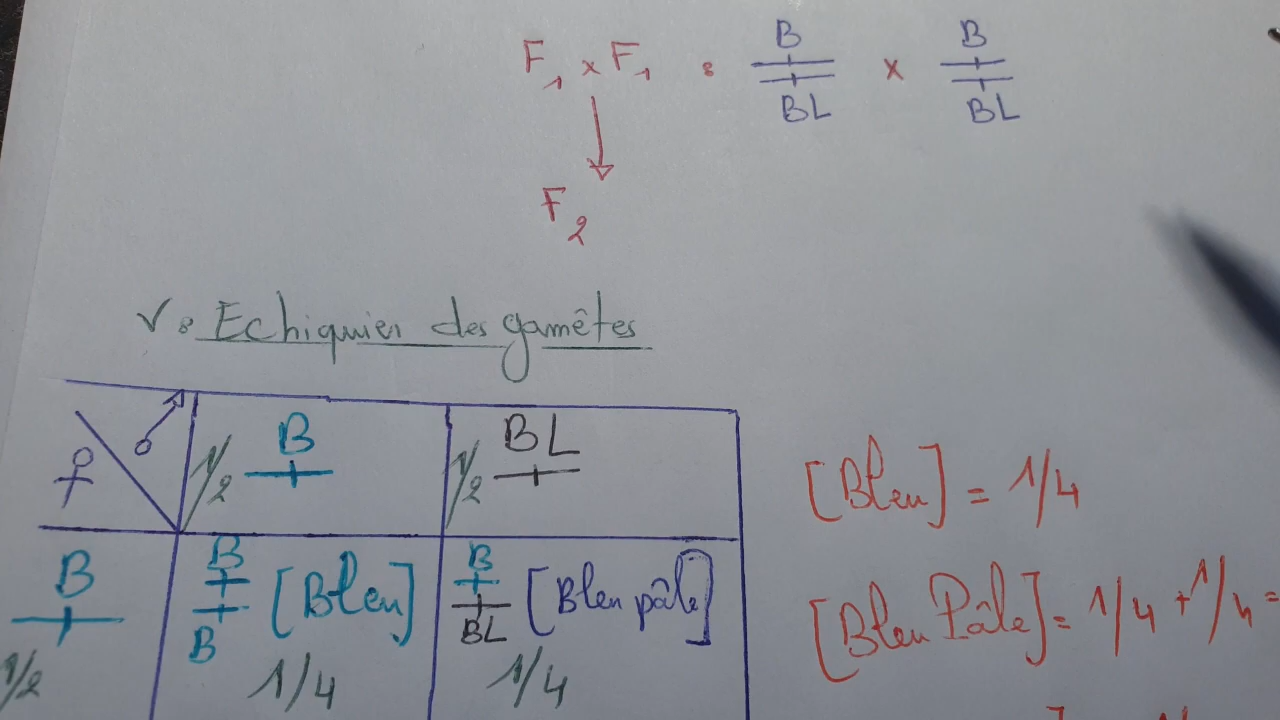 F1 x F1 : B/BL x B/BL
F2
V: Echiquier des gamêtes
♀ ♂ 1/2 B 1/2 BL
B 1/2 B/B [Bleu] 1/4 B/BL [Bleu pâle] 1/4
[Bleu] = 1/4
[Bleu Pâle] = 1/4 + 1/4 =